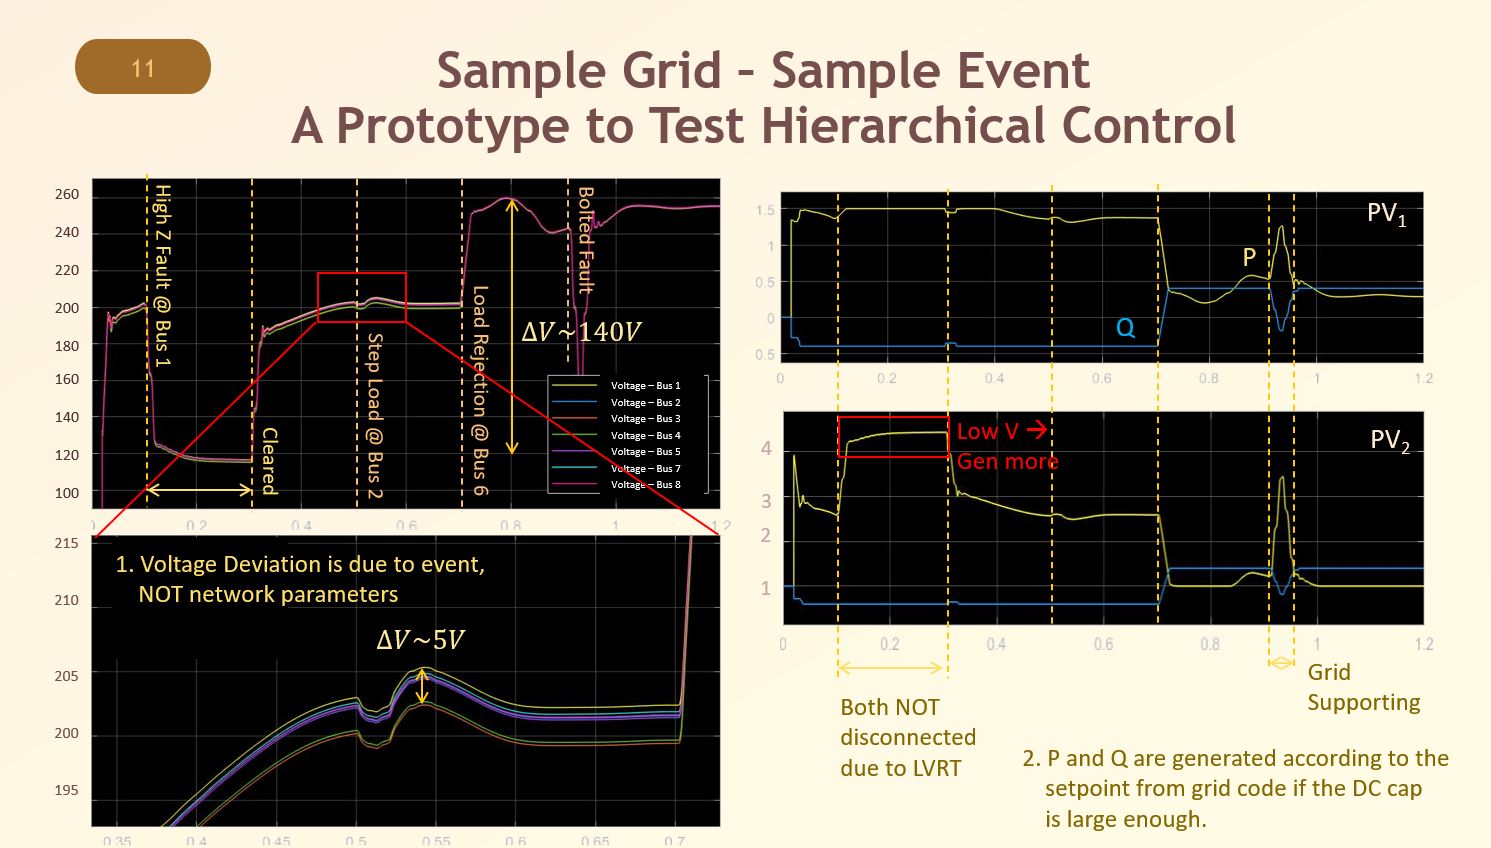 11
Sample Grid – Sample Event
A Prototype to Test Hierarchical Control
260
240
220
200
180
160
140
120
100
High Z Fault @ Bus 1
Cleared
Step Load @ Bus 2
Load Rejection @ Bus 6
Bolted Fault
ΔV~140V
Voltage – Bus 1
Voltage – Bus 2
Voltage – Bus 3
Voltage – Bus 4
Voltage – Bus 5
Voltage – Bus 7
Voltage – Bus 8
0 0.2 0.4 0.6 0.8 1 1.2
215
210
205
200
195
1. Voltage Deviation is due to event,
NOT network parameters
ΔV~5V
0.35 0.4 0.45 0.5 0.55 0.6 0.65 0.7
1.5
1
0.5
0
0.5
PV1
P
Q
0 0.2 0.4 0.6 0.8 1 1.2
4
3
2
1
Low V →
Gen more
PV2
0 0.2 0.4 0.6 0.8 1 1.2
Both NOT
disconnected
due to LVRT
Grid
Supporting
2. P and Q are generated according to the
setpoint from grid code if the DC cap
is large enough.